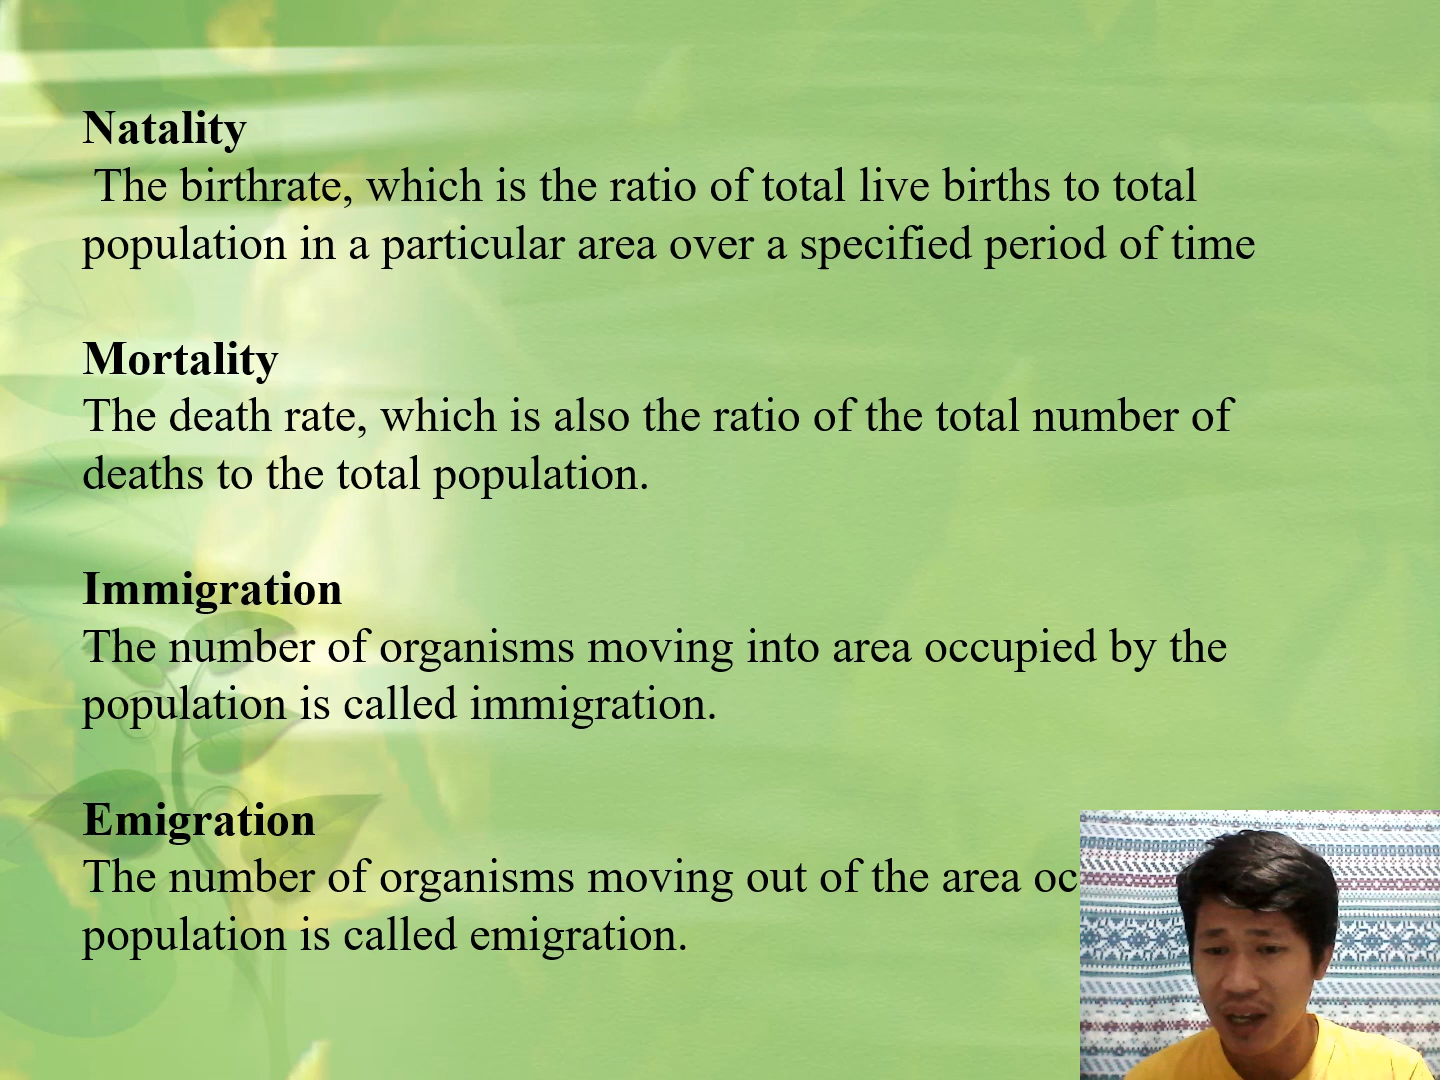 Natality
The birthrate, which is the ratio of total live births to total
population in a particular area over a specified period of time
Mortality
The death rate, which is also the ratio of the total number of
deaths to the total population.
Immigration
The number of organisms moving into area occupied by the
population is called immigration.
Emigration
The number of organisms moving out of the area
population is called emigration.